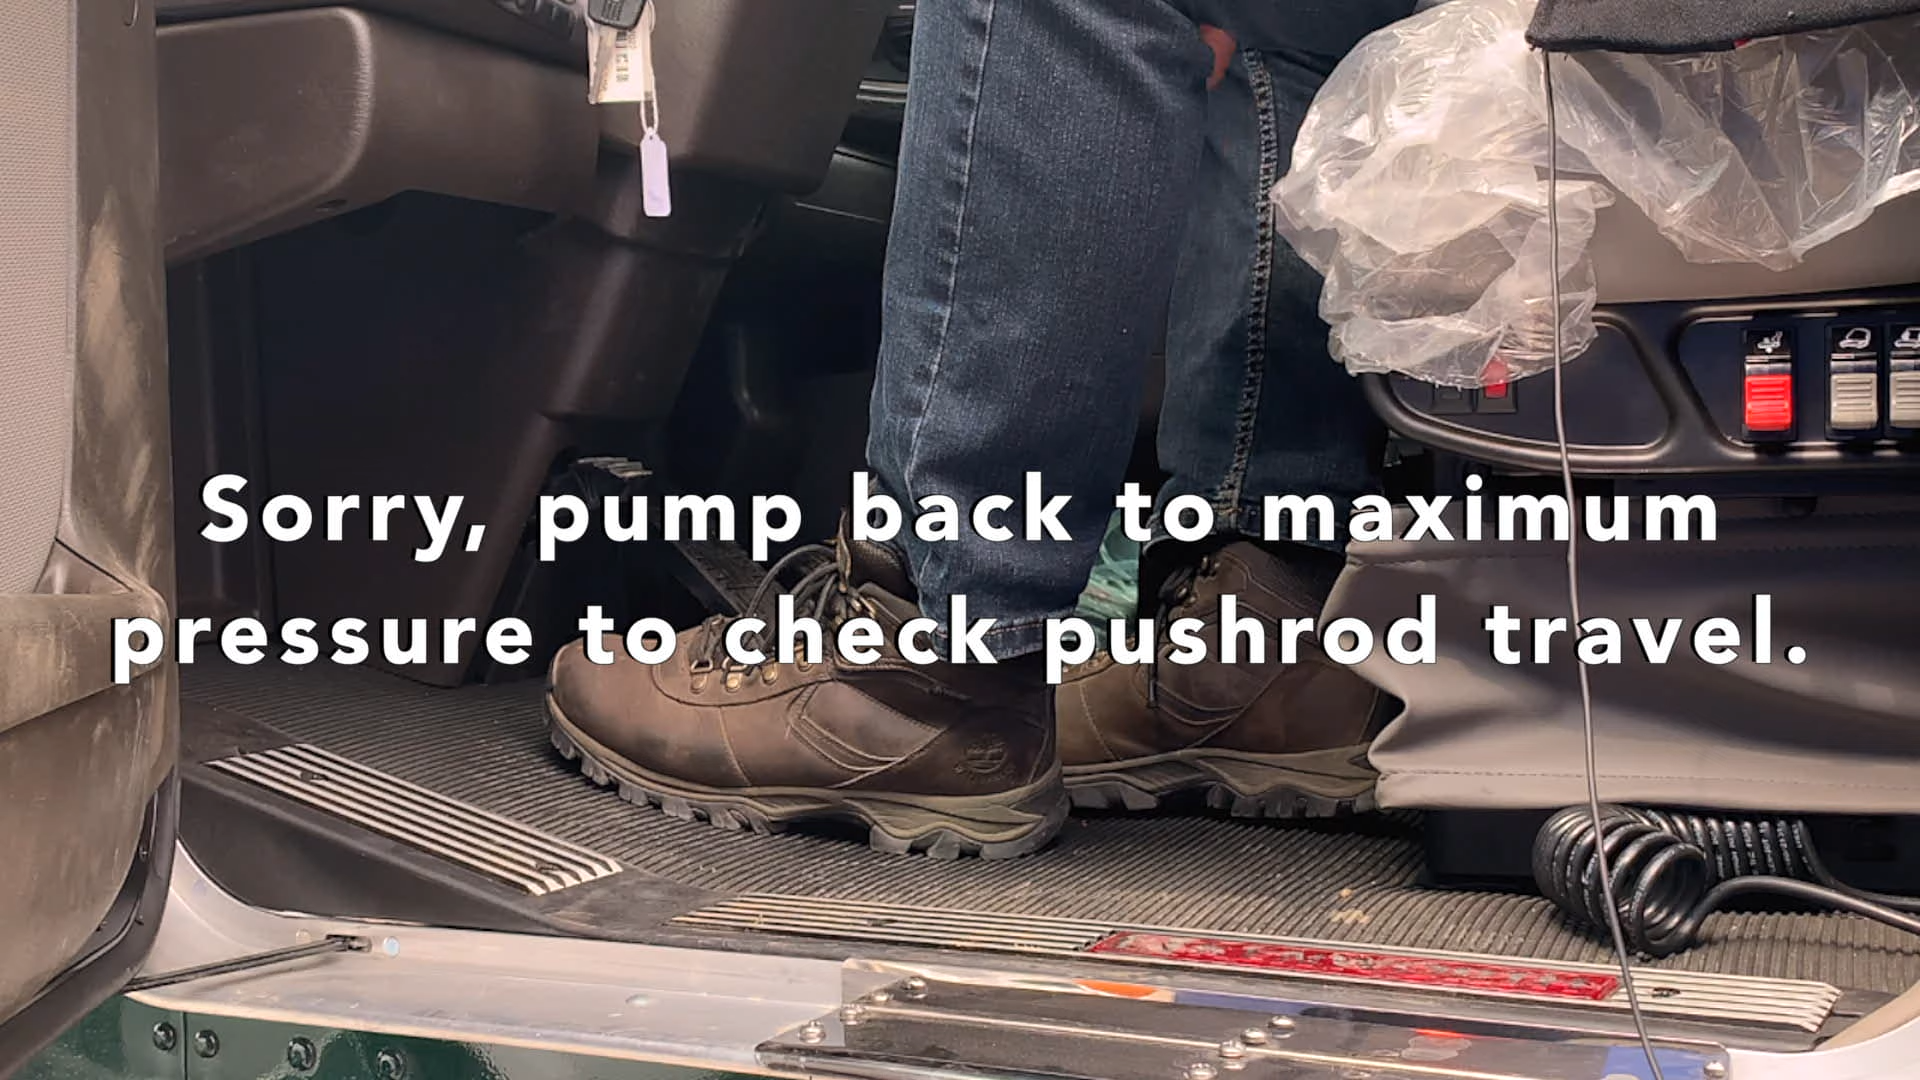 Sorry, pump back to maximum
pressure to check pushrod travel.